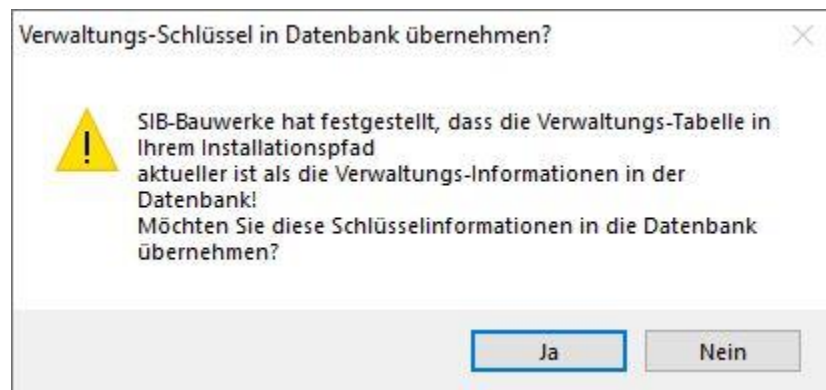 Verwaltungs-Schlüssel in Datenbank übernehmen?
SIB-Bauwerke hat festgestellt, dass die Verwaltungs-Tabelle in
Ihrem Installationspfad
aktueller ist als die Verwaltungs-Informationen in der
Datenbank!
Möchten Sie diese Schlüsselinformationen in die Datenbank
übernehmen?
Ja
Nein